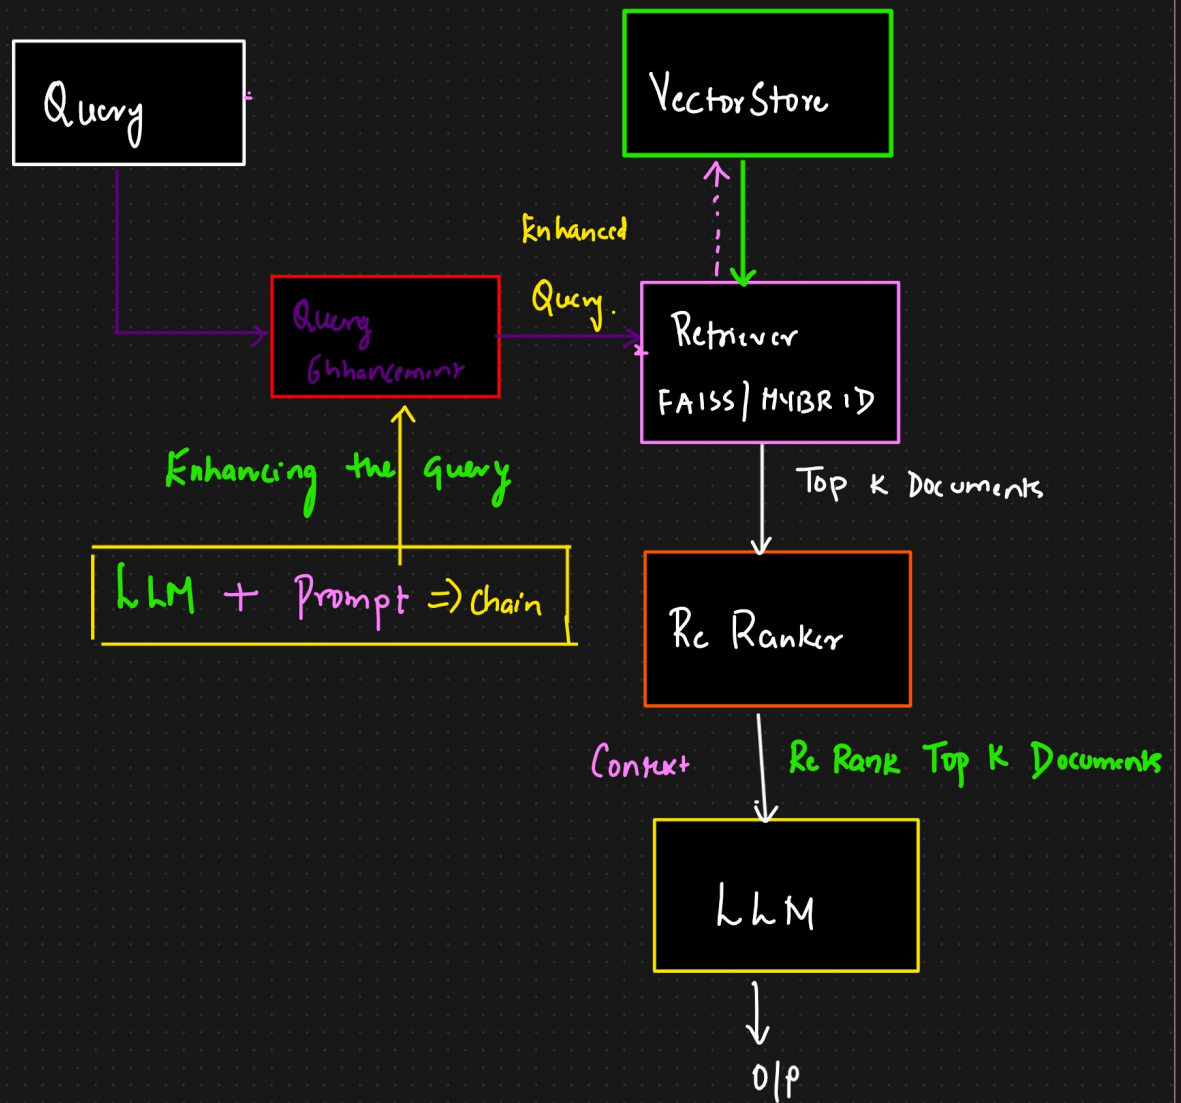 Query
VectorStore
Enhanced
Query.
Query
Enhancement
Retriever
FAISS/HYBRID
Enhancing the Query
Top K Documents
LLM + Prompt => Chain
Re Ranker
Context
Re Rank Top K Documents
LLM
O/P